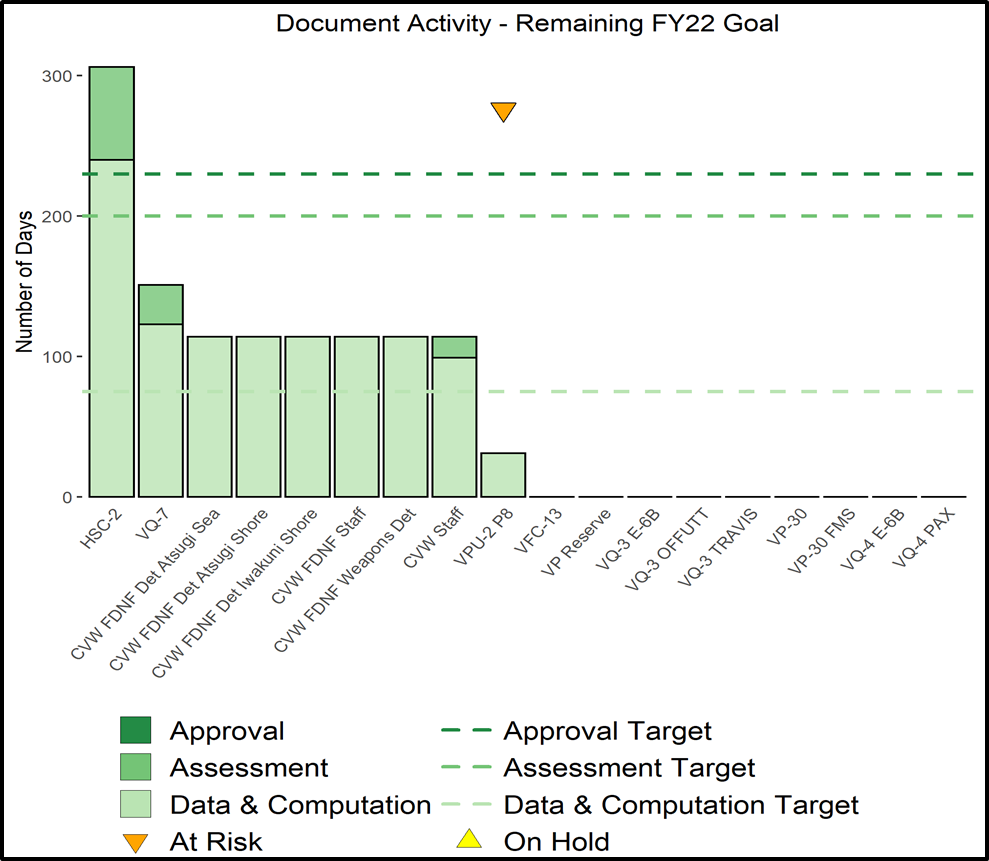 Document Activity - Remaining FY22 Goal
Number of Days
300
200
100
0
HSC-2
VQ-7
CVW FDNF Det Atsugi Sea
CVW FDNF Det Atsugi Shore
CVW FDNF Det Iwakuni Shore
CVW FDNF Staff
CVW FDNF Weapons Det
CVW Staff
VPU-2 P8
VFC-13
VP Reserve
VQ-3 E-6B
VQ-3 OFFUTT
VQ-3 TRAVIS
VP-30
VP-30 FMS
VQ-4 E-6B
VQ-4 PAX
Approval
Approval Target
Assessment
Assessment Target
Data & Computation
Data & Computation Target
At Risk
On Hold